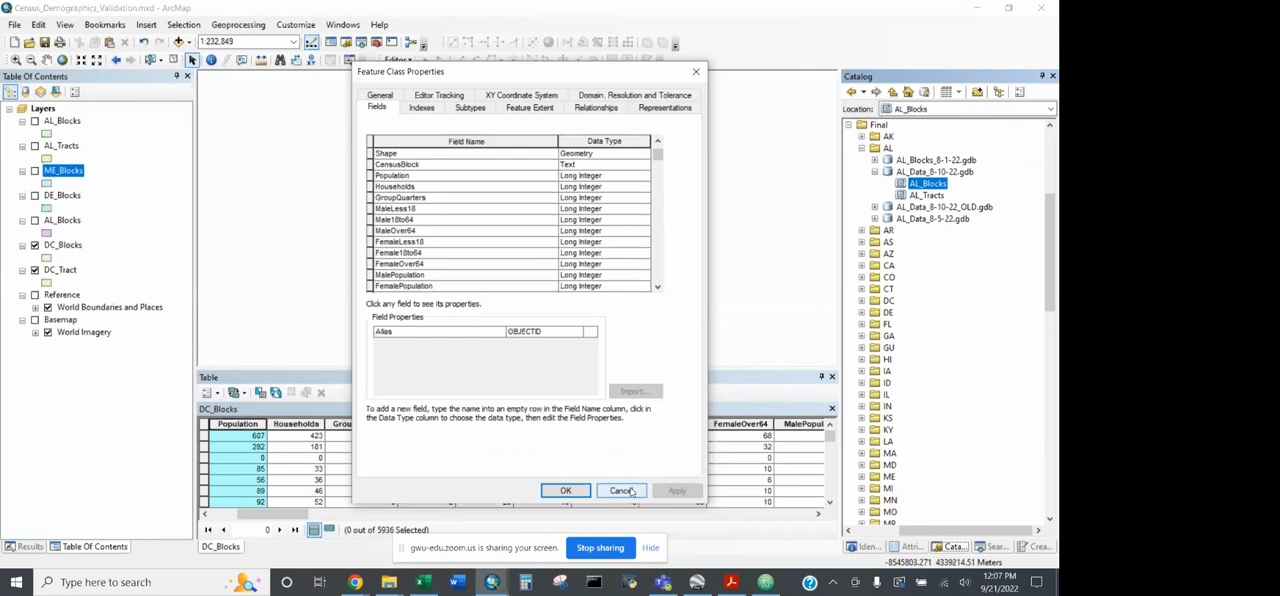 Census_Demographics_Validation.mxd - ArcMap
File Edit View Bookmarks Insert Selection Geoprocessing Customize Windows Help
1:232,849
Editor
Table Of Contents
Layers
AL_Blocks
AL_Tracts
ME_Blocks
DE_Blocks
AL_Blocks
DC_Blocks
DC_Tract
Reference
World Boundaries and Places
Basemap
World Imagery
Results Table Of Contents
Feature Class Properties
General Editor Tracking XY Coordinate System Domain, Resolution and Tolerance
Fields Indexes Subtypes Feature Extent Relationships Representations
Field Name Data Type
Shape Geometry
CensusBlock Text
Population Long Integer
Households Long Integer
GroupQuarters Long Integer
MaleLess18 Long Integer
Male18to64 Long Integer
MaleOver64 Long Integer
FemaleLess18 Long Integer
Female18to64 Long Integer
FemaleOver64 Long Integer
MalePopulation Long Integer
FemalePopulation Long Integer
Click any field to see its properties.
Field Properties
Alias OBJECTID
Import...
To add a new field, type the name into an empty row in the Field Name column, click in
the Data Type column to choose the data type, then edit the Field Properties.
OK Cancel Apply
Table
DC_Blocks
Population Households Grou FemaleOver64 MalePopul
607 423 68
282 181 32
0 0 0
85 33 10
56 36 6
89 46 10
92 52 10
0 (0 out of 5936 Selected)
DC_Blocks
gwu-edu.zoom.us is sharing your screen. Stop sharing Hide
Catalog
Location: AL_Blocks
Final
AK
AL
AL_Blocks_8-1-22.gdb
AL_Data_8-10-22.gdb
AL_Blocks
AL_Tracts
AL_Data_8-10-22_OLD.gdb
AL_Data_8-5-22.gdb
AR
AS
AZ
CA
CO
CT
DC
DE
FL
GA
GU
HI
IA
ID
IL
IN
KS
KY
LA
MA
MD
ME
MI
MN
MO
Iden... Attri... Cata... Sear... Crea...
-8545803.271 4339214.51 Meters
Type here to search
12:07 PM
9/21/2022